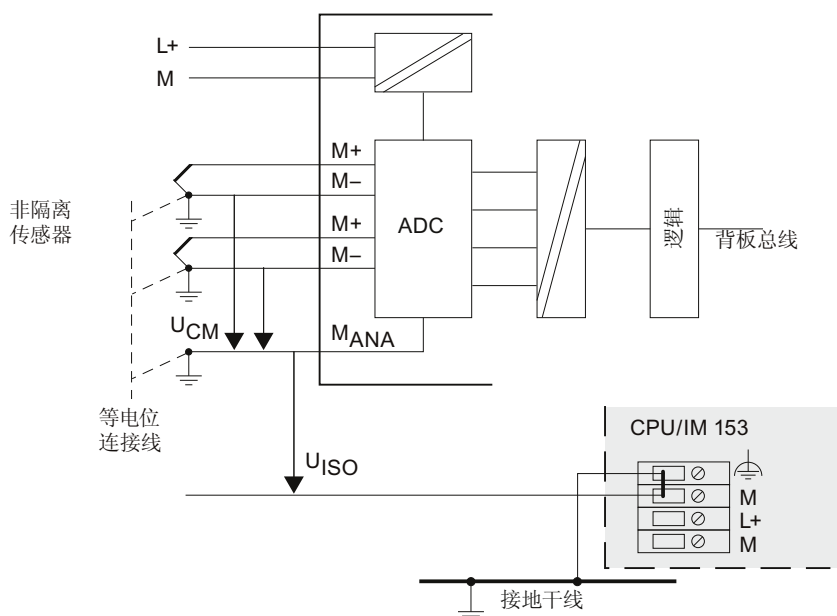 L+
M
M+
M–
M+
M–
ADC
逻辑
背板总线
非隔离
传感器
UCM
MANA
等电位
连接线
UISO
CPU/IM 153
M
L+
M
接地干线